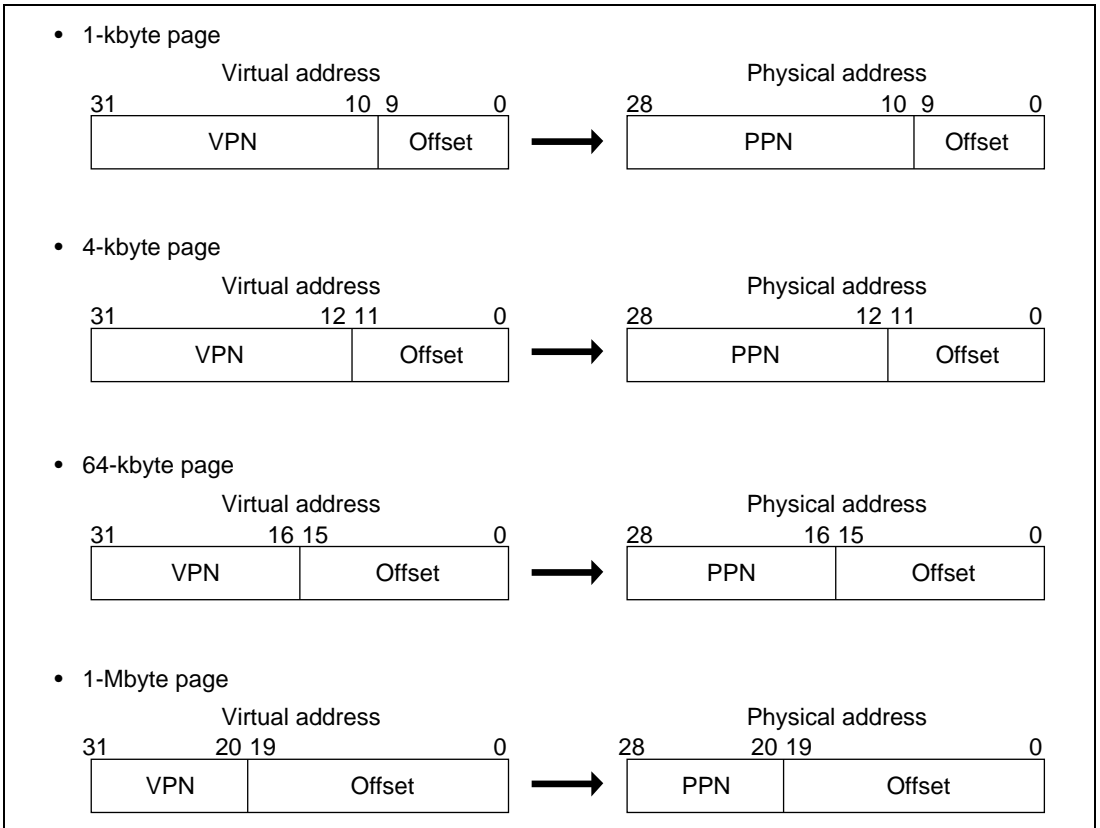 • 1-kbyte page
Virtual address Physical address
31 10 9 0 28 10 9 0
VPN Offset PPN Offset
• 4-kbyte page
Virtual address Physical address
31 12 11 0 28 12 11 0
VPN Offset PPN Offset
• 64-kbyte page
Virtual address Physical address
31 16 15 0 28 16 15 0
VPN Offset PPN Offset
• 1-Mbyte page
Virtual address Physical address
31 20 19 0 28 20 19 0
VPN Offset PPN Offset